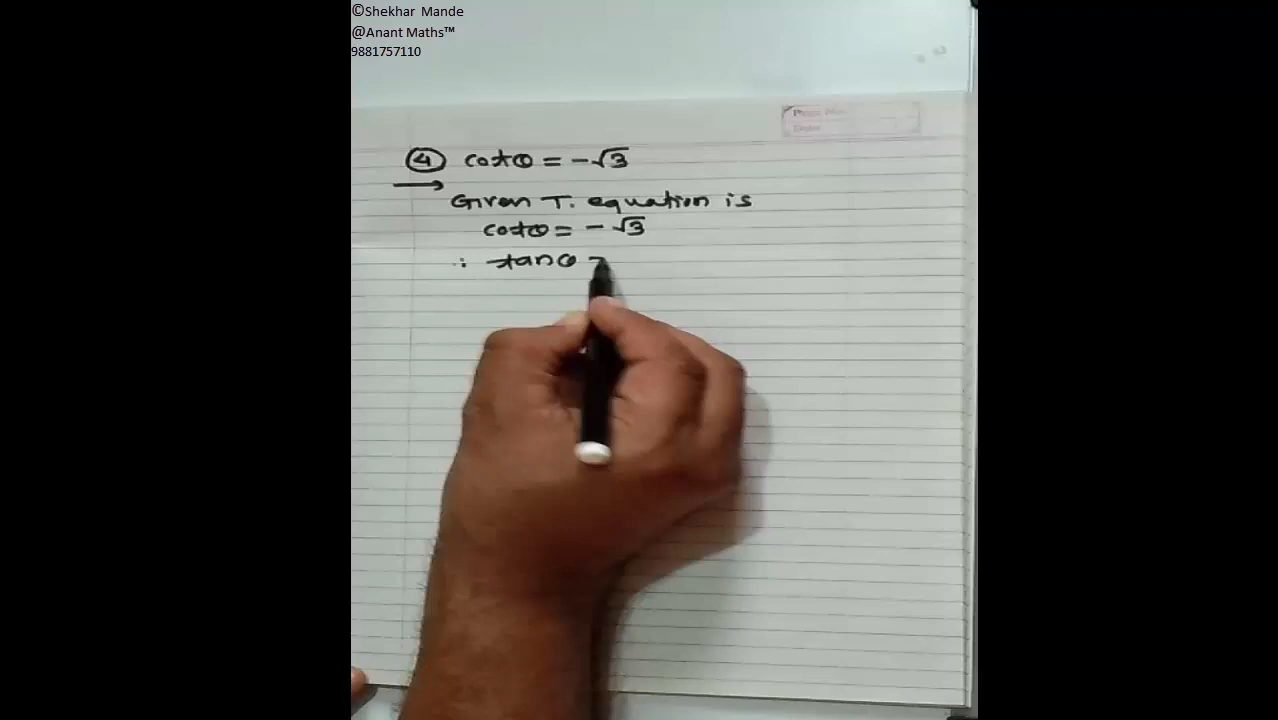 ©Shekhar Mande
@Anant Maths™
9881757110
④ cotθ = -√3
Given T. equation is
cotθ = -√3
∴ tanθ =